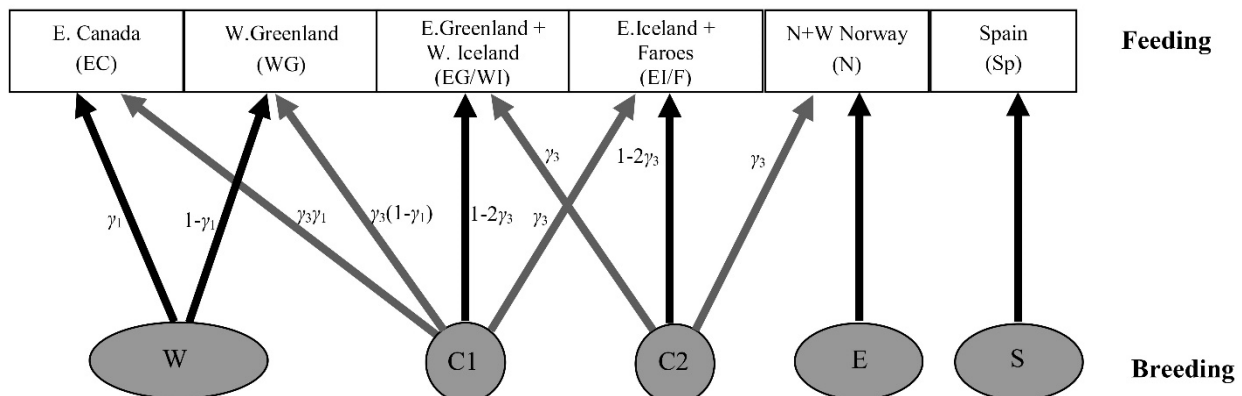 E. Canada
(EC)
W.Greenland
(WG)
E.Greenland +
W. Iceland
(EG/WI)
E.Iceland +
Faroes
(EI/F)
N+W Norway
(N)
Spain
(Sp)
Feeding
γ₁
1-γ₁
γ₃γ₁
γ₃(1-γ₁)
1-2γ₃
γ₃
γ₃
1-2γ₃
γ₃
W
C1
C2
E
S
Breeding